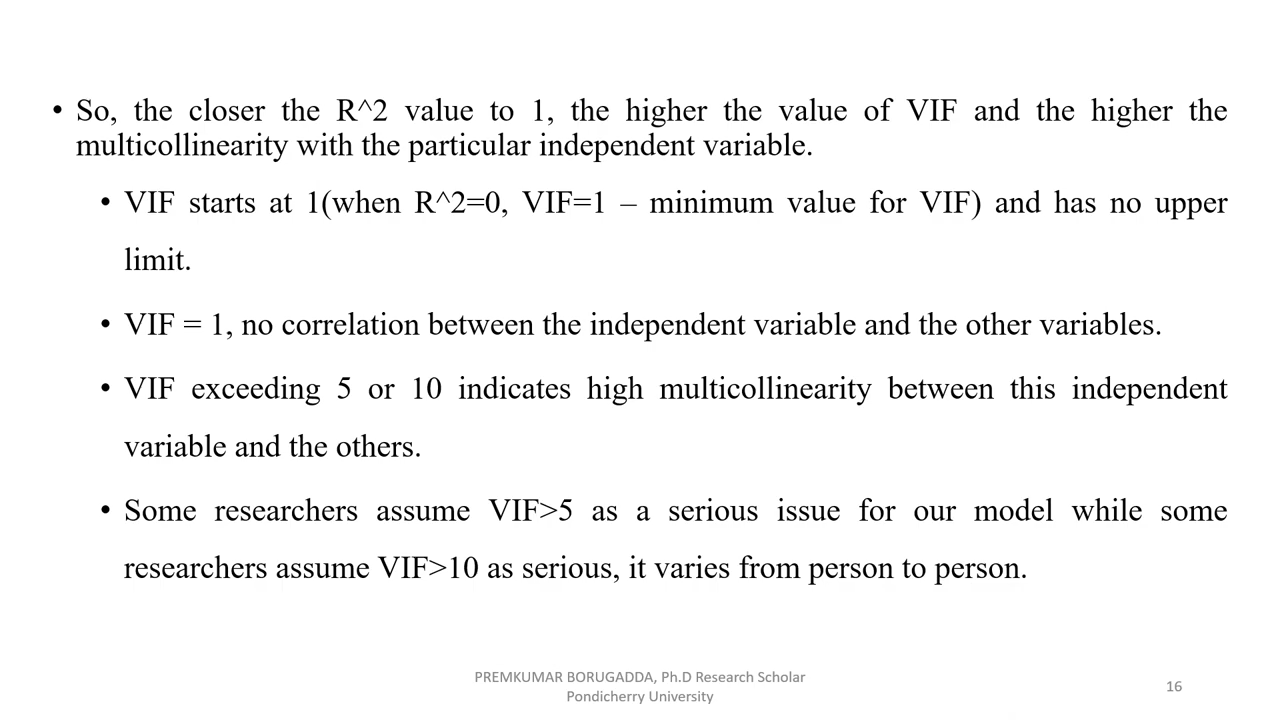 • So, the closer the R^2 value to 1, the higher the value of VIF and the higher the
multicollinearity with the particular independent variable.
• VIF starts at 1(when R^2=0, VIF=1 – minimum value for VIF) and has no upper
limit.
• VIF = 1, no correlation between the independent variable and the other variables.
• VIF exceeding 5 or 10 indicates high multicollinearity between this independent
variable and the others.
• Some researchers assume VIF>5 as a serious issue for our model while some
researchers assume VIF>10 as serious, it varies from person to person.
PREMKUMAR BORUGADDA, Ph.D Research Scholar
Pondicherry University
16